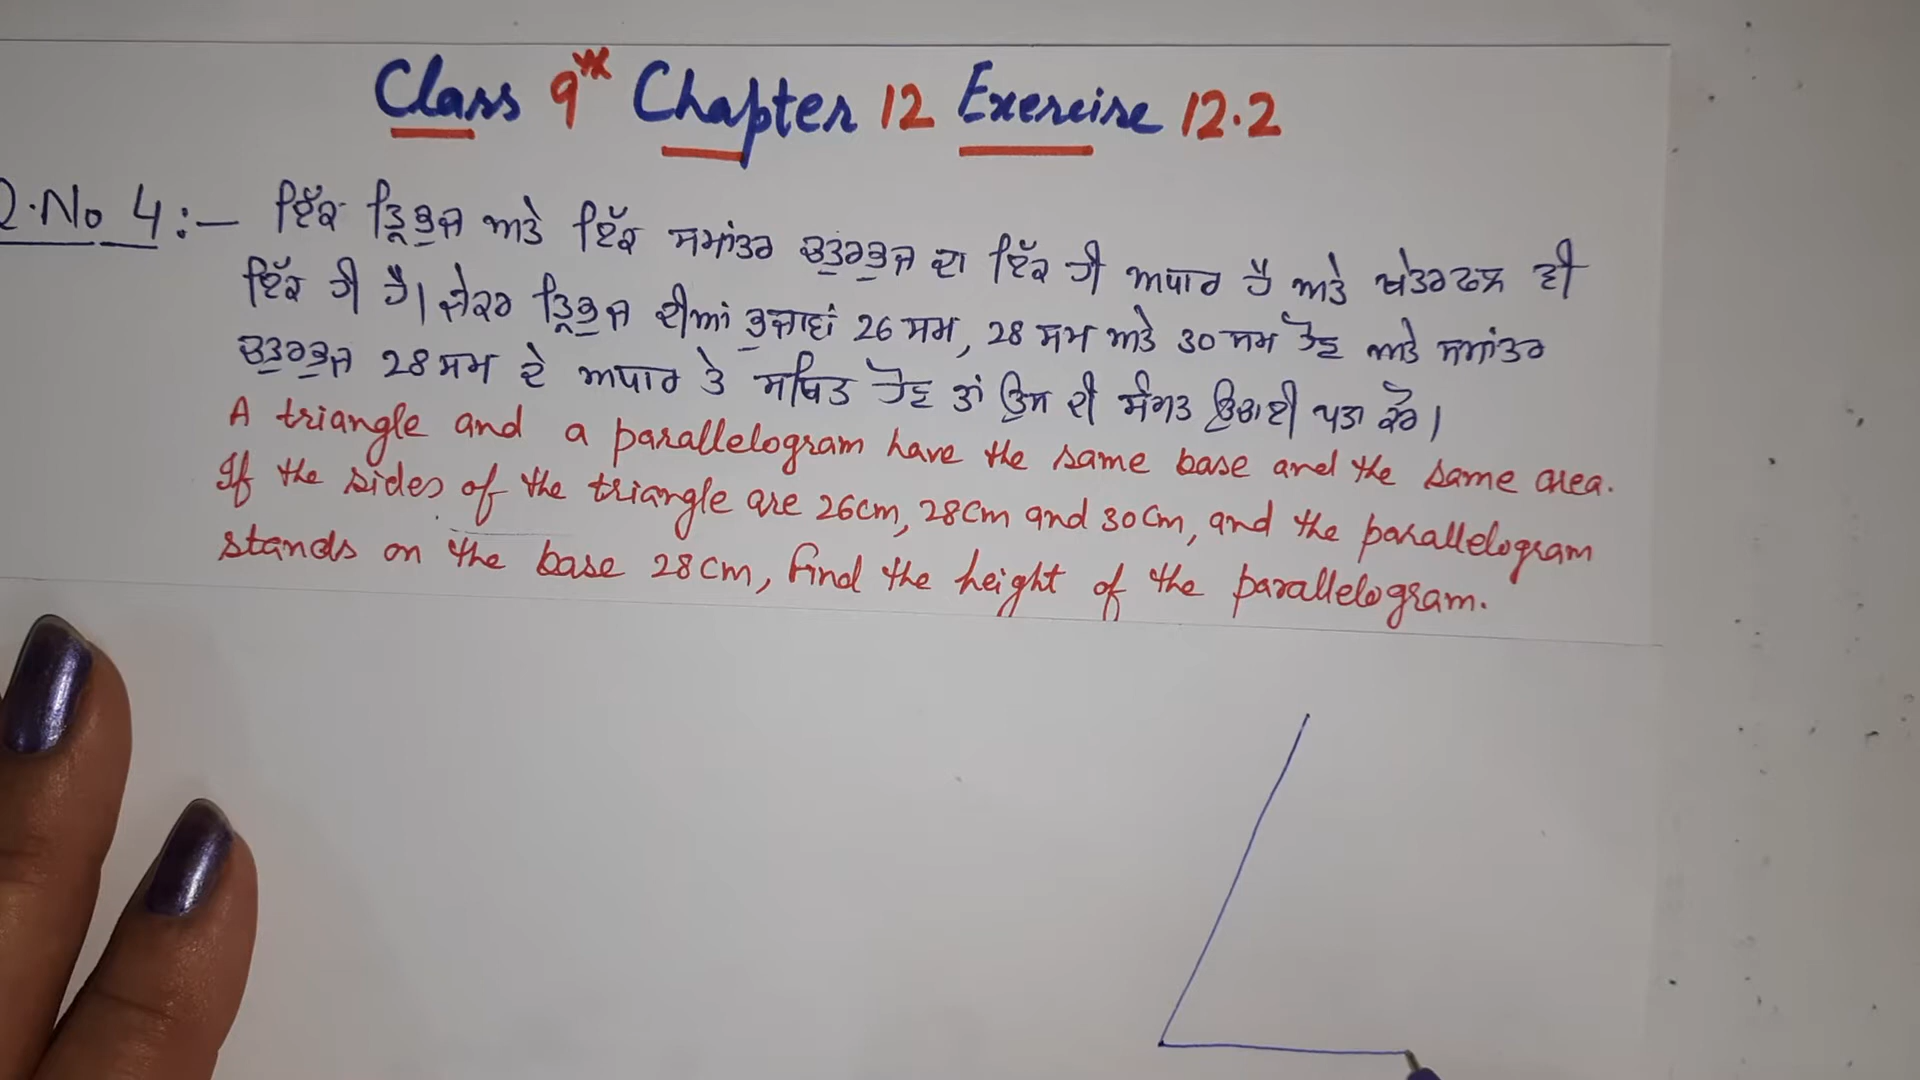 Class 9th Chapter 12 Exercise 12.2
Q.No 4:- ਇੱਕ ਤ੍ਰਿਭੁਜ ਅਤੇ ਇੱਕ ਸਮਾਂਤਰ ਚਤੁਰਭੁਜ ਦਾ ਇੱਕ ਹੀ ਅਧਾਰ ਹੈ ਅਤੇ ਖੇਤਰਫਲ ਵੀ
ਇੱਕ ਹੀ ਹੈ। ਜੇਕਰ ਤ੍ਰਿਭੁਜ ਦੀਆਂ ਭੁਜਾਵਾਂ 26 ਸਮ, 28 ਸਮ ਅਤੇ 30 ਸਮ ਹੋਣ ਅਤੇ ਸਮਾਂਤਰ
ਚਤੁਰਭੁਜ 28 ਸਮ ਦੇ ਅਧਾਰ ਤੇ ਸਥਿਤ ਹੋਣ ਤਾਂ ਉਸ ਦੀ ਸੰਗਤ ਉਚਾਈ ਪਤਾ ਕਰੋ।
A triangle and a parallelogram have the same base and the same area.
If the sides of the triangle are 26cm, 28cm and 30cm, and the parallelogram
stands on the base 28cm, find the height of the parallelogram.